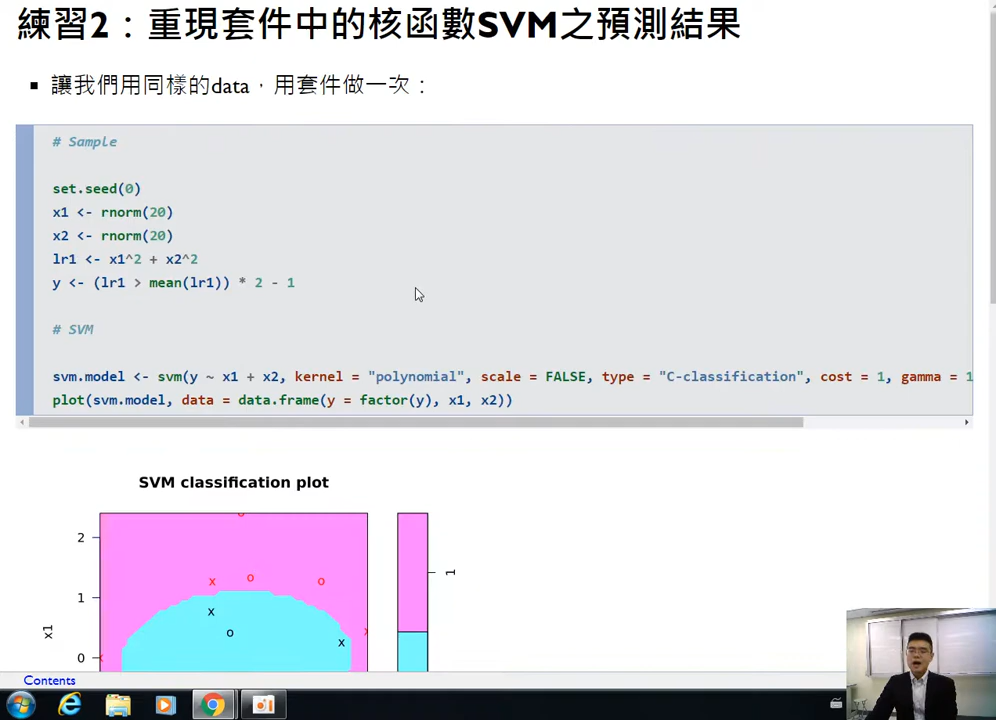 練習2：重現套件中的核函數SVM之預測結果
■ 讓我們用同樣的data，用套件做一次：
# Sample
set.seed(0)
x1 <- rnorm(20)
x2 <- rnorm(20)
lr1 <- x1^2 + x2^2
y <- (lr1 > mean(lr1)) * 2 - 1
# SVM
svm.model <- svm(y ~ x1 + x2, kernel = "polynomial", scale = FALSE, type = "C-classification", cost = 1, gamma = 1
plot(svm.model, data = data.frame(y = factor(y), x1, x2))
SVM classification plot
2
1
0
x1
1
Contents